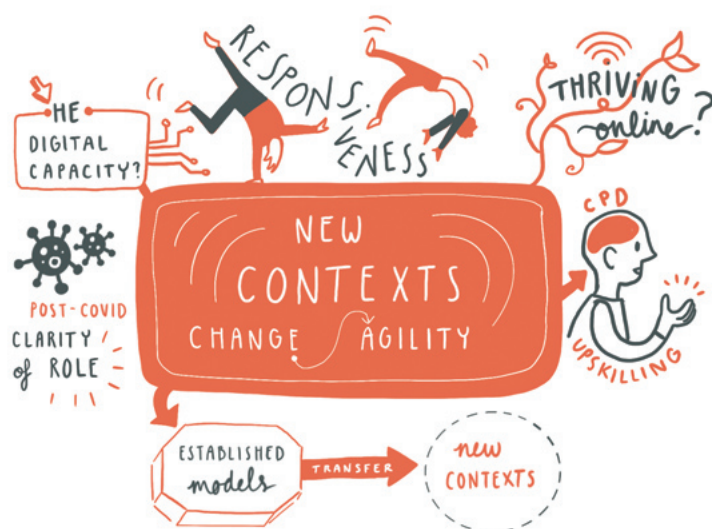 HE
DIGITAL
CAPACITY?
RESPONSIVENESS
THRIVING
online?
NEW
CONTEXTS
CHANGE AGILITY
CPD
UPSKILLING
POST-COVID
CLARITY
of ROLE
ESTABLISHED
models
TRANSFER
new
CONTEXTS